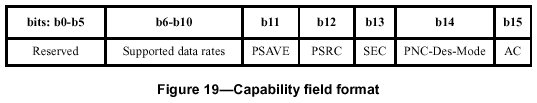 bits: b0-b5 b6-b10 b11 b12 b13 b14 b15
Reserved Supported data rates PSAVE PSRC SEC PNC-Des-Mode AC
Figure 19—Capability field format